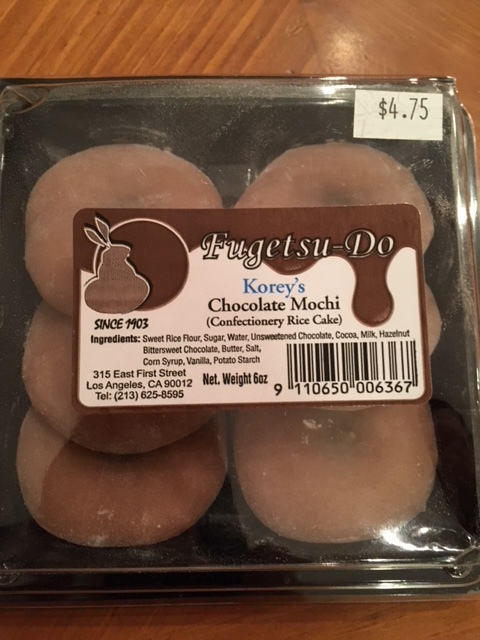 $4.75
Fugetsu-Do
Korey's
Chocolate Mochi
(Confectionery Rice Cake)
SINCE 1903
Ingredients: Sweet Rice Flour, Sugar, Water, Unsweetened Chocolate, Cocoa, Milk, Hazelnut
Bittersweet Chocolate, Butter, Salt,
Corn Syrup, Vanilla, Potato Starch
315 East First Street
Los Angeles, CA 90012
Tel: (213) 625-8595
Net. Weight 6oz
9 110650 006367